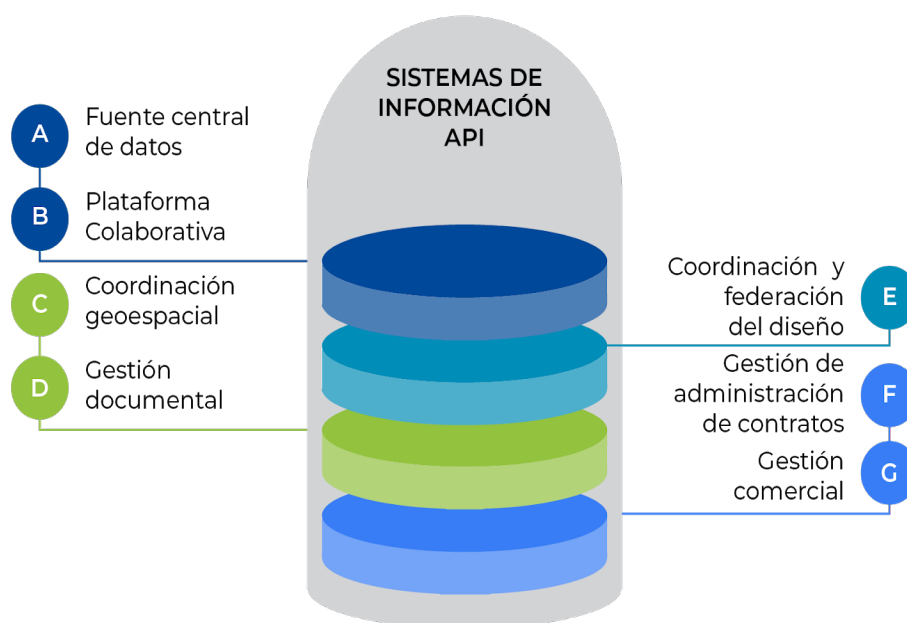 SISTEMAS DE
INFORMACIÓN
API
A
Fuente central
de datos
B
Plataforma
Colaborativa
C
Coordinación
geoespacial
D
Gestión
documental
Coordinación y
federación
del diseño
E
Gestión de
administración
de contratos
F
Gestión
comercial
G